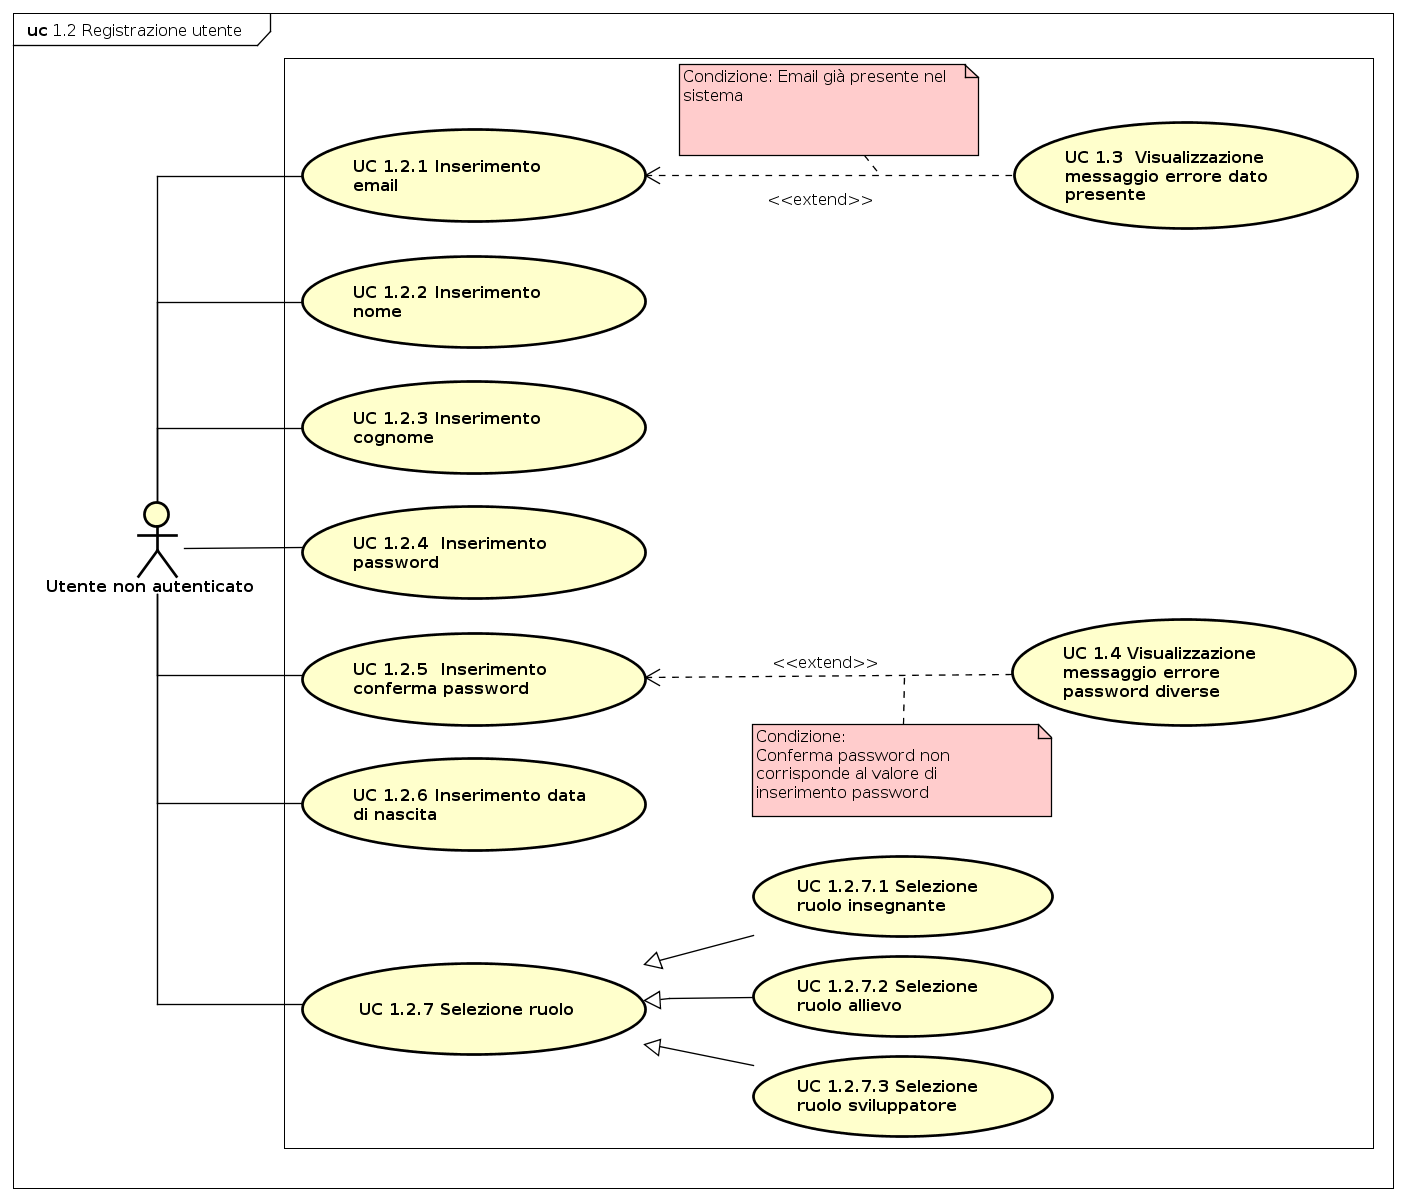 uc 1.2 Registrazione utente
Condizione: Email già presente nel
sistema
UC 1.2.1 Inserimento
email
<<extend>>
UC 1.3  Visualizzazione
messaggio errore dato
presente
UC 1.2.2 Inserimento
nome
UC 1.2.3 Inserimento
cognome
Utente non autenticato
UC 1.2.4  Inserimento
password
UC 1.2.5  Inserimento
conferma password
<<extend>>
UC 1.4 Visualizzazione
messaggio errore
password diverse
Condizione:
Conferma password non
corrisponde al valore di
inserimento password
UC 1.2.6 Inserimento data
di nascita
UC 1.2.7 Selezione ruolo
UC 1.2.7.1 Selezione
ruolo insegnante
UC 1.2.7.2 Selezione
ruolo allievo
UC 1.2.7.3 Selezione
ruolo sviluppatore